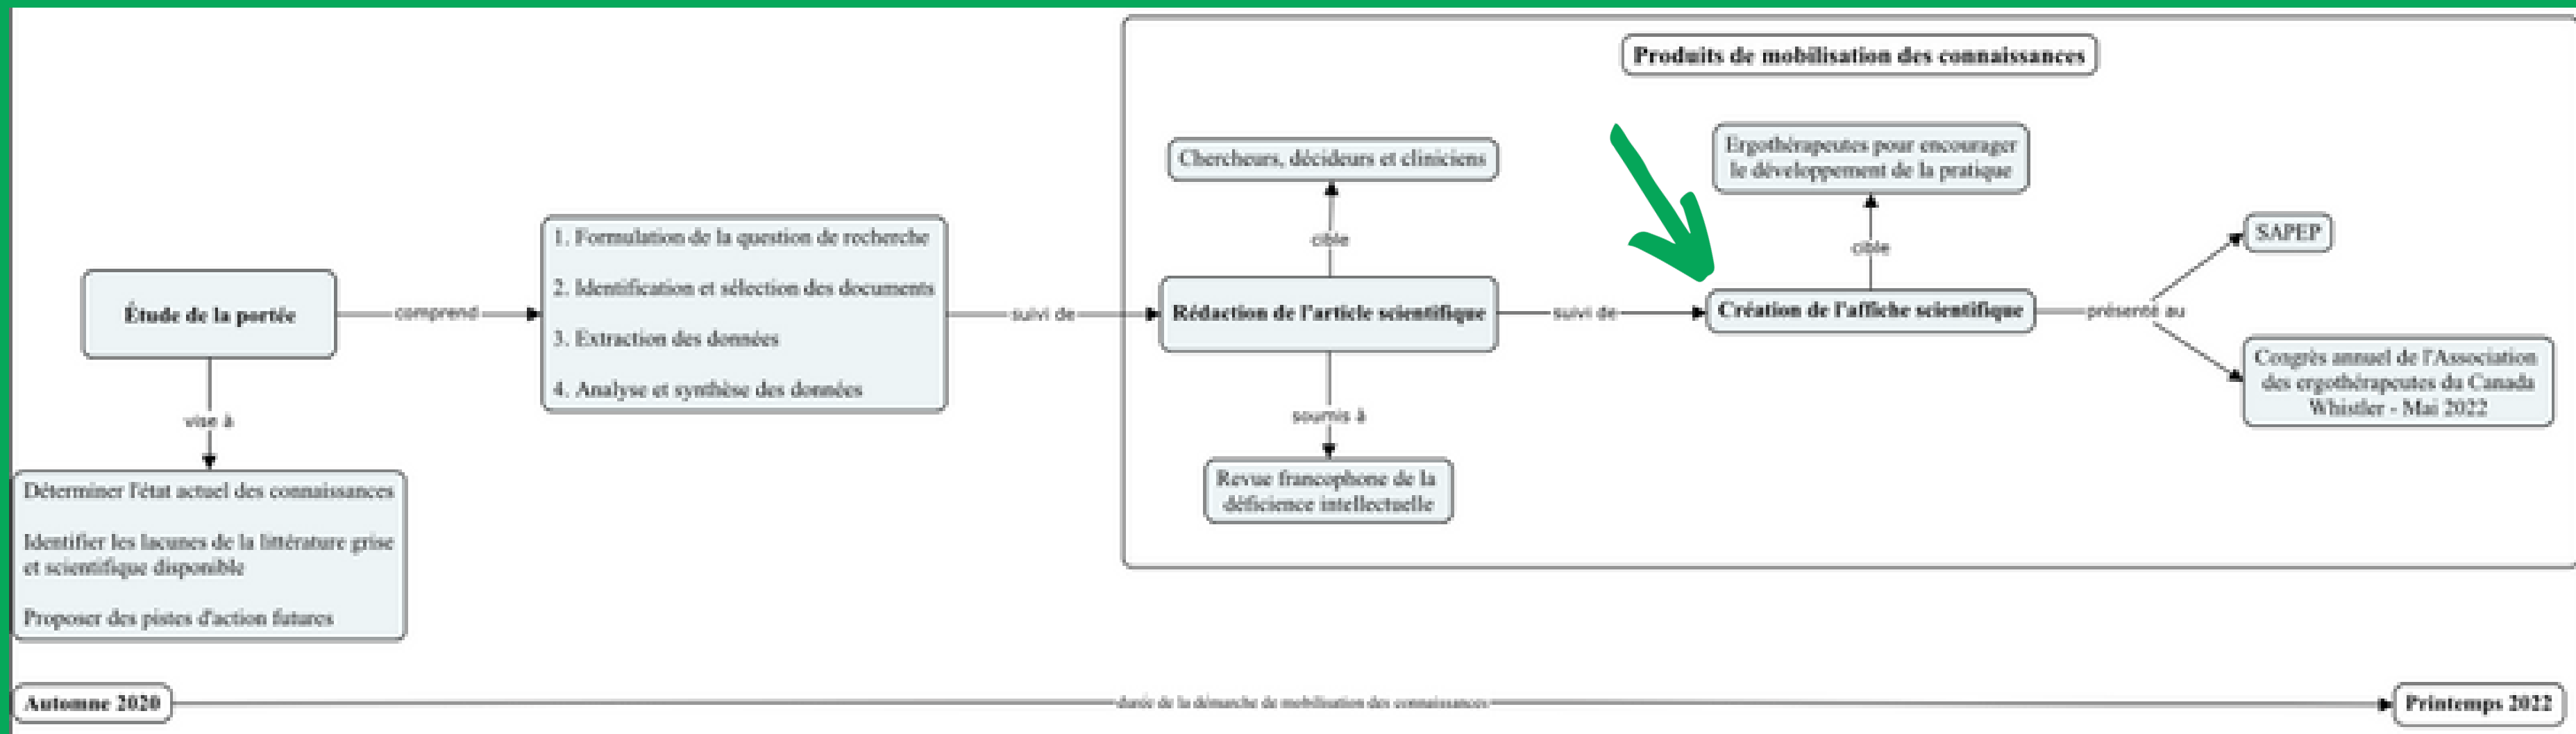 Produits de mobilisation des connaissances
Étude de la portée
comprend
vise à
Déterminer l'état actuel des connaissances
Identifier les lacunes de la littérature grise
et scientifique disponible
Proposer des pistes d'action futures
1. Formulation de la question de recherche
2. Identification et sélection des documents
3. Extraction des données
4. Analyse et synthèse des données
suivi de
Chercheurs, décideurs et cliniciens
cible
Rédaction de l'article scientifique
soumis à
Revue francophone de la
déficience intellectuelle
suivi de
Ergothérapeutes pour encourager
le développement de la pratique
cible
Création de l'affiche scientifique
présenté au
SAPEP
Congrès annuel de l'Association
des ergothérapeutes du Canada
Whistler - Mai 2022
Automne 2020
durée de la démarche de mobilisation des connaissances
Printemps 2022